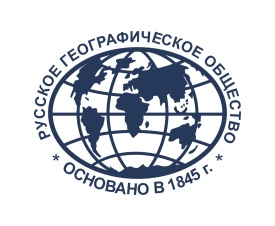 РУССКОЕ ГЕОГРАФИЧЕСКОЕ ОБЩЕСТВО
* ОСНОВАНО В 1845 г. *